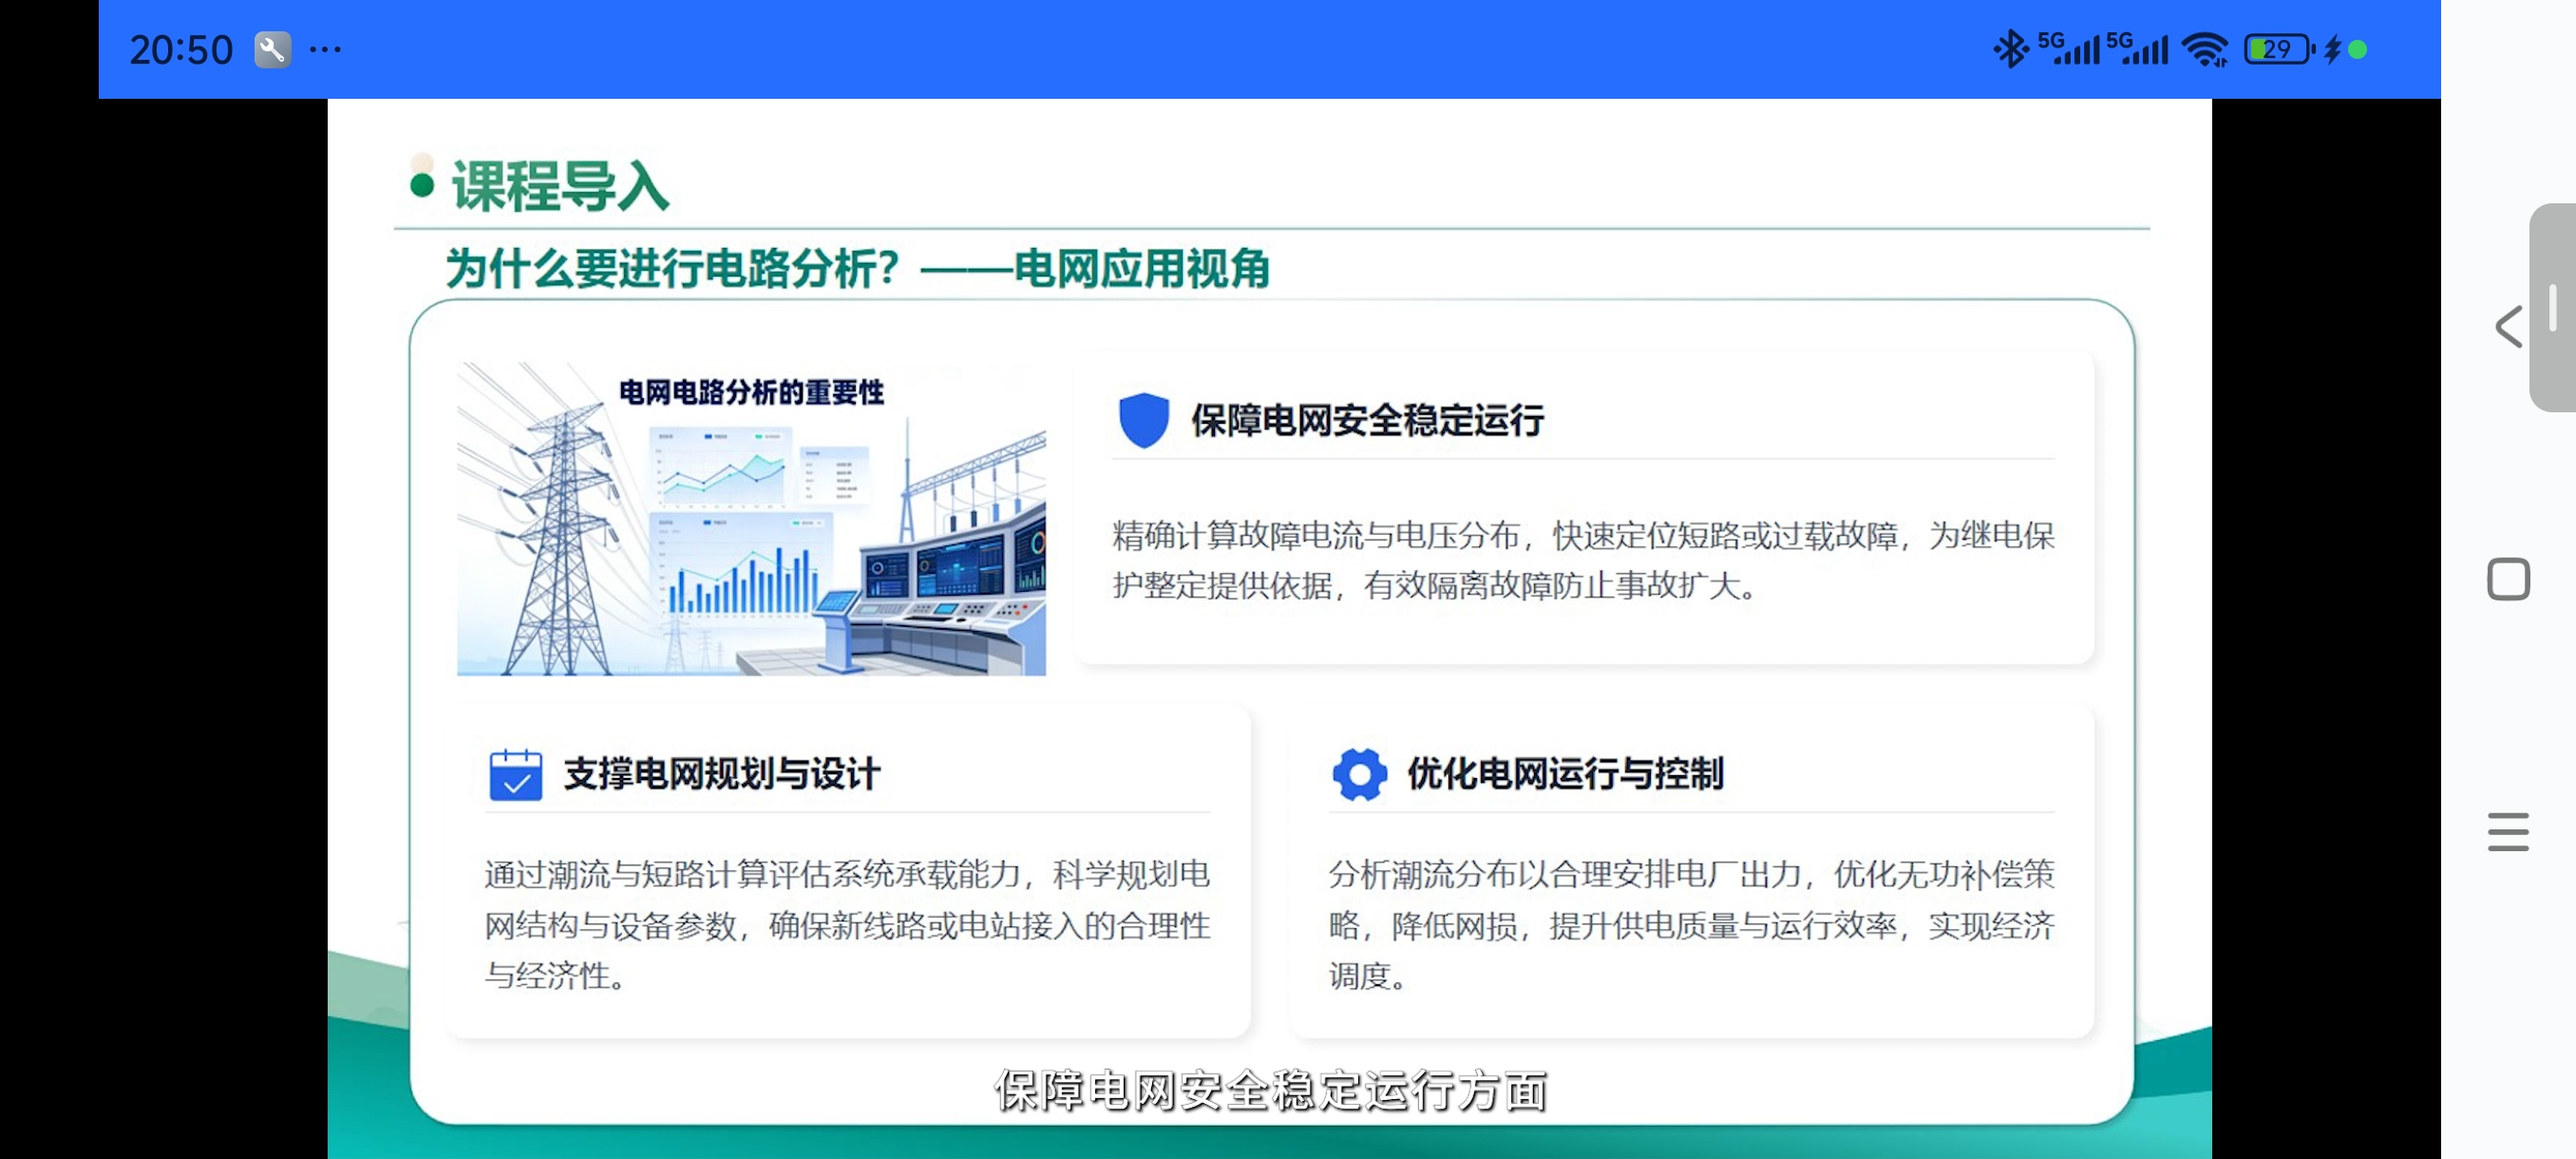 20:50
5G
5G
29
课程导入
为什么要进行电路分析？——电网应用视角
电网电路分析的重要性
保障电网安全稳定运行
精确计算故障电流与电压分布，快速定位短路或过载故障，为继电保
护整定提供依据，有效隔离故障防止事故扩大。
支撑电网规划与设计
通过潮流与短路计算评估系统承载能力，科学规划电
网结构与设备参数，确保新线路或电站接入的合理性
与经济性。
优化电网运行与控制
分析潮流分布以合理安排电厂出力，优化无功补偿策
略，降低网损，提升供电质量与运行效率，实现经济
调度。
保障电网安全稳定运行方面